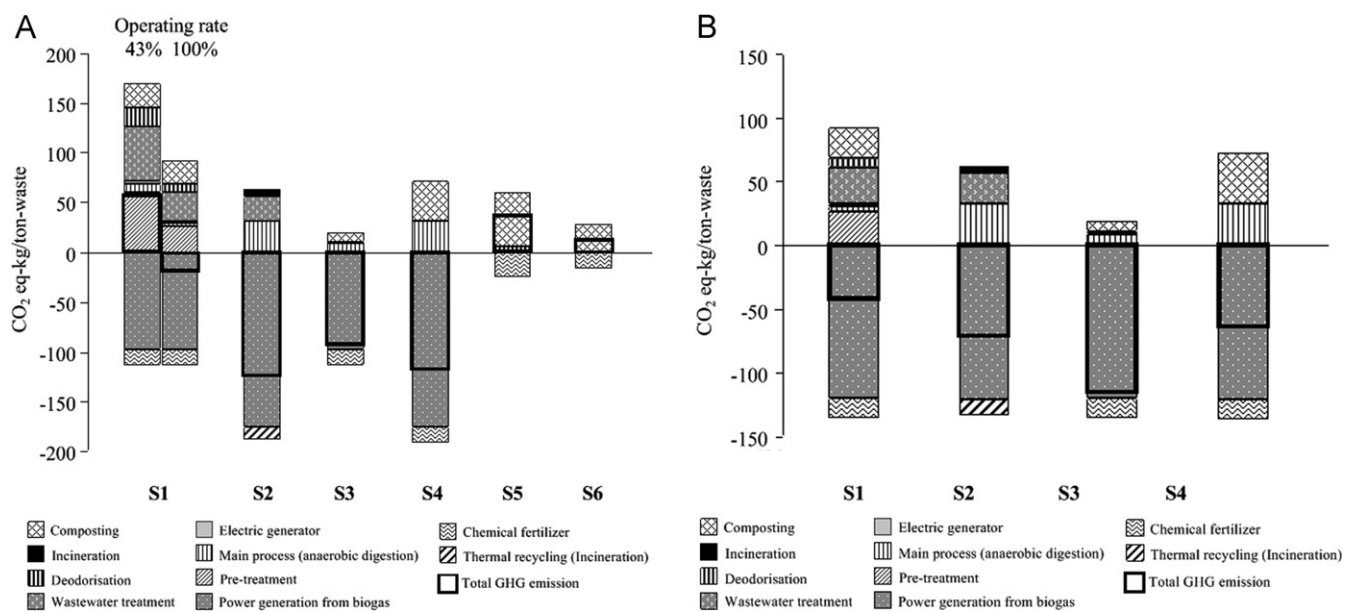 A
Operating rate
43% 100%
200
150
100
50
0
-50
-100
-150
-200
CO2 eq-kg/ton-waste
S1 S2 S3 S4 S5 S6
Composting
Incineration
Deodorisation
Wastewater treatment
Electric generator
Main process (anaerobic digestion)
Pre-treatment
Power generation from biogas
Chemical fertilizer
Thermal recycling (Incineration)
Total GHG emission
B
150
100
50
0
-50
-100
-150
CO2 eq-kg/ton-waste
S1 S2 S3 S4
Composting
Incineration
Deodorisation
Wastewater treatment
Electric generator
Main process (anaerobic digestion)
Pre-treatment
Power generation from biogas
Chemical fertilizer
Thermal recycling (Incineration)
Total GHG emission